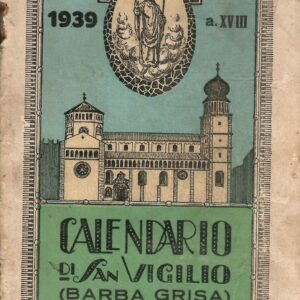 1939 a. XVIII
CALENDARIO
DI SAN VIGILIO
(BARBA GRISA)